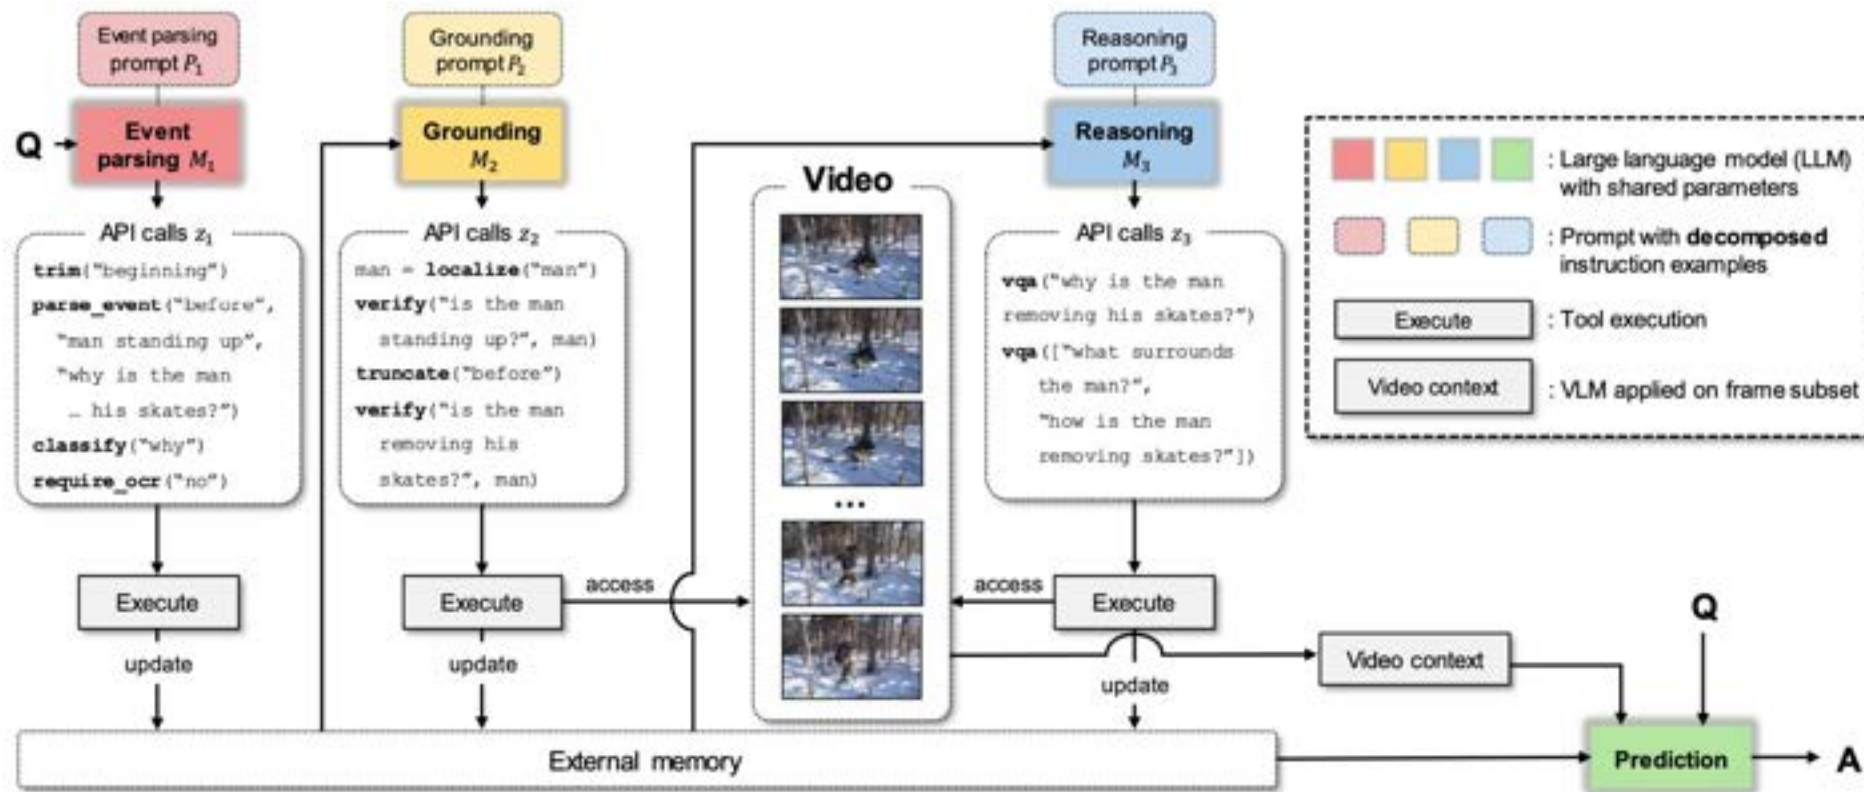 Event parsing
prompt P₁
Q
Event
parsing M₁
API calls z₁
trim("beginning")
parse_event("before",
"man standing up",
"why is the man
… his skates?")
classify("why")
require_ocr("no")
Execute
update
Grounding
prompt P₂
Grounding
M₂
API calls z₂
man = localize("man")
verify("is the man
standing up?", man)
truncate("before")
verify("is the man
removing his
skates?", man)
Execute
access
update
Video
...
Reasoning
prompt P₃
Reasoning
M₃
API calls z₃
vqa("why is the man
removing his skates?")
vqa(["what surrounds
the man?",
"how is the man
removing skates?"])
access
Execute
update
: Large language model (LLM)
with shared parameters
: Prompt with decomposed
instruction examples
Execute
: Tool execution
Video context
: VLM applied on frame subset
Video context
Q
External memory
Prediction
A